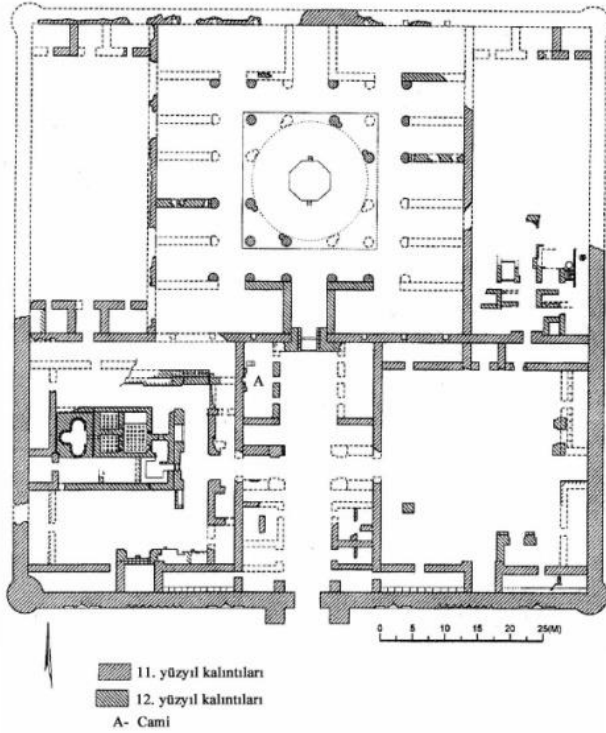 A
0 5 10 15 20 25(M)
11. yüzyıl kalıntıları
12. yüzyıl kalıntıları
A- Cami